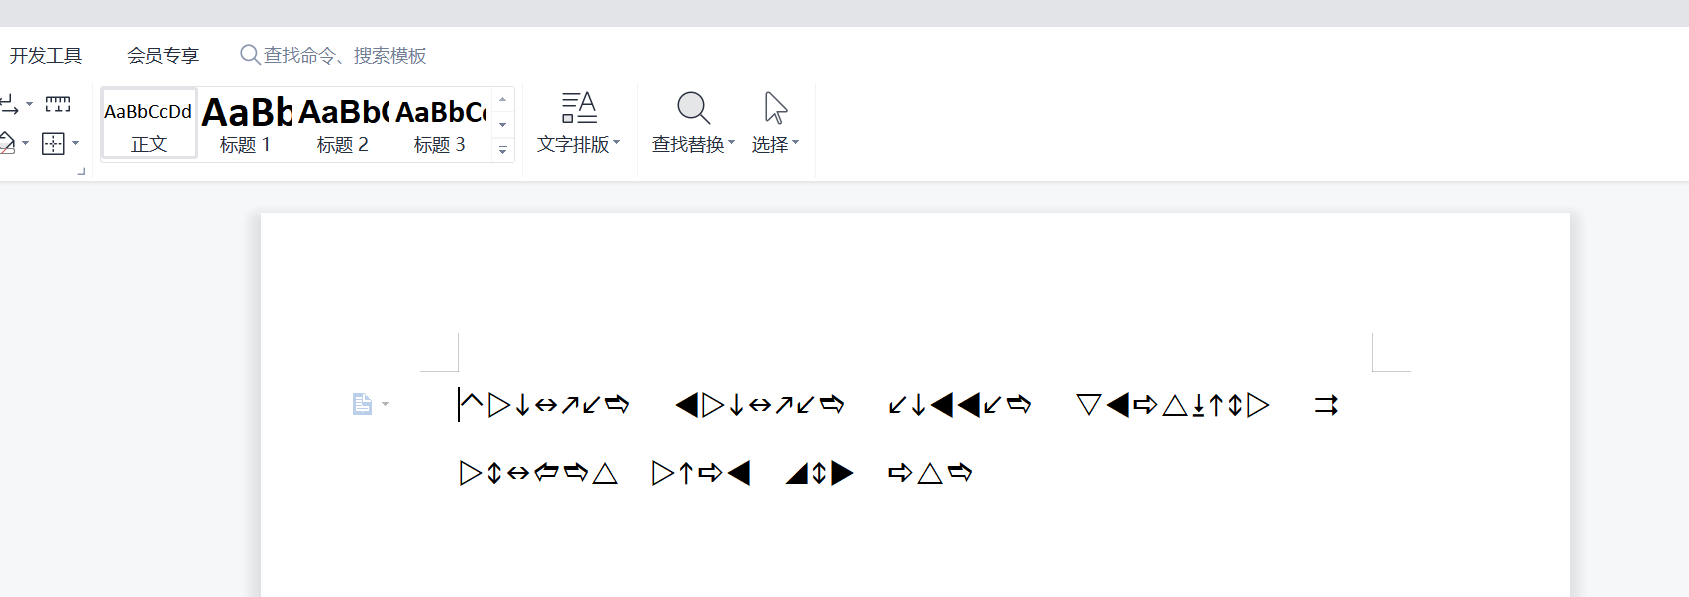 开发工具 会员专享 查找命令、搜索模板
AaBbCcDd AaBb AaBb AaBbC
正文 标题 1 标题 2 标题 3 文字排版 查找替换 选择
^▷↓↔↗↙➯ ◀▷↓↔↗↙➯ ↙↓◀◀↙➯ ▽◀⇨△⤓↑↕▷ ⇉
▷↕↔⇦➯△ ▷↑⇨◀ ◢↕▶ ⇨△➯